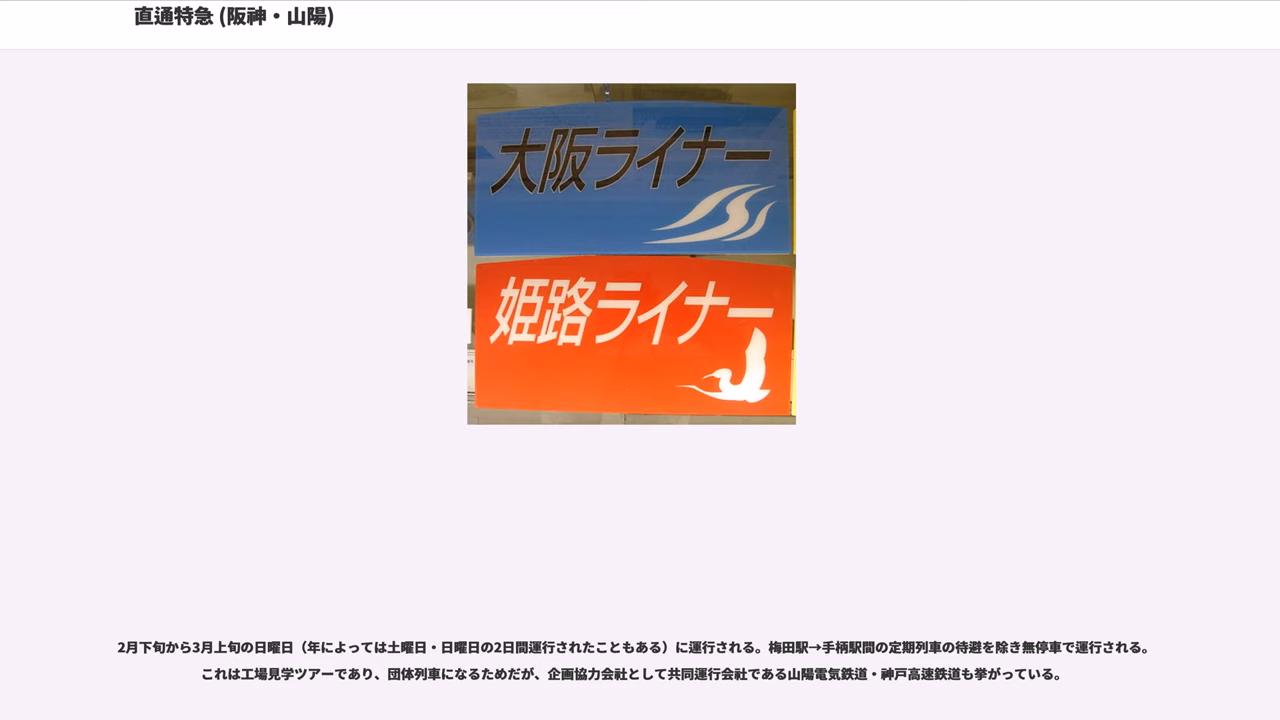 直通特急 (阪神・山陽)
大阪ライナー
姫路ライナー
2月下旬から3月上旬の日曜日（年によっては土曜日・日曜日の2日間運行されたこともある）に運行される。梅田駅→手柄駅間の定期列車の待避を除き無停車で運行される。
これは工場見学ツアーであり、団体列車になるためだが、企画協力会社として共同運行会社である山陽電気鉄道・神戸高速鉄道も挙がっている。